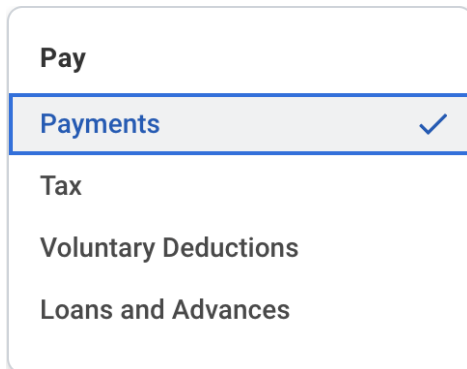 Pay
Payments
Tax
Voluntary Deductions
Loans and Advances